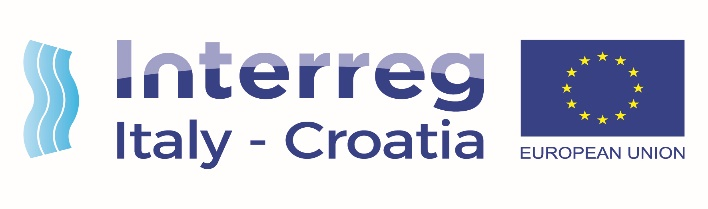 Interreg
Italy - Croatia
EUROPEAN UNION